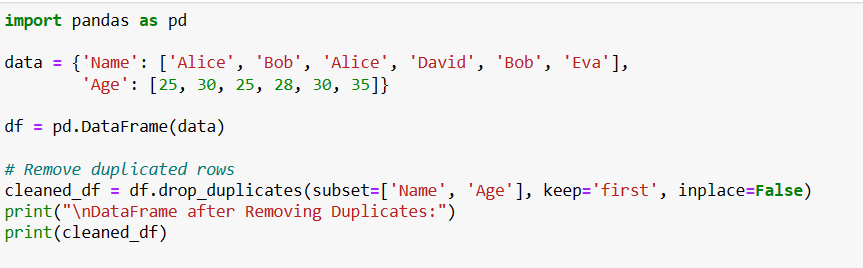 import pandas as pd
data = {'Name': ['Alice', 'Bob', 'Alice', 'David', 'Bob', 'Eva'],
'Age': [25, 30, 25, 28, 30, 35]}
df = pd.DataFrame(data)
# Remove duplicated rows
cleaned_df = df.drop_duplicates(subset=['Name', 'Age'], keep='first', inplace=False)
print("\nDataFrame after Removing Duplicates:")
print(cleaned_df)